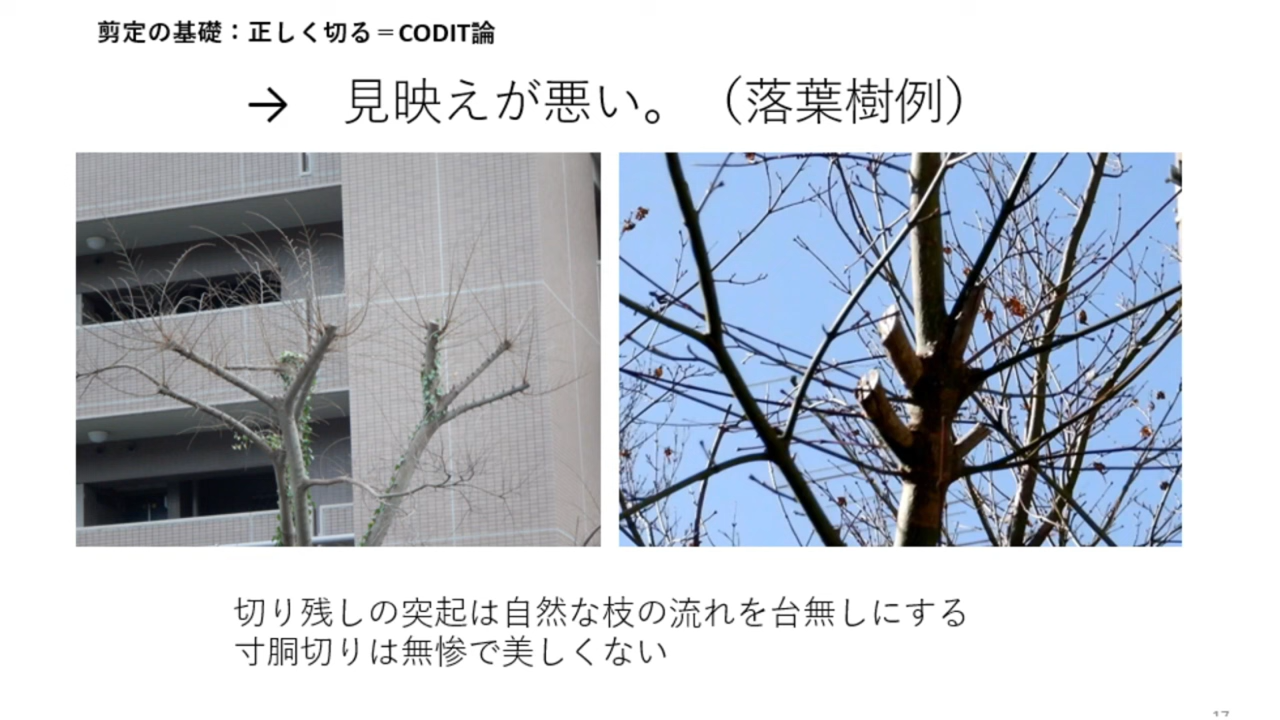 剪定の基礎：正しく切る＝CODIT論
→　見映えが悪い。（落葉樹例）
切り残しの突起は自然な枝の流れを台無しにする
寸胴切りは無惨で美しくない
17